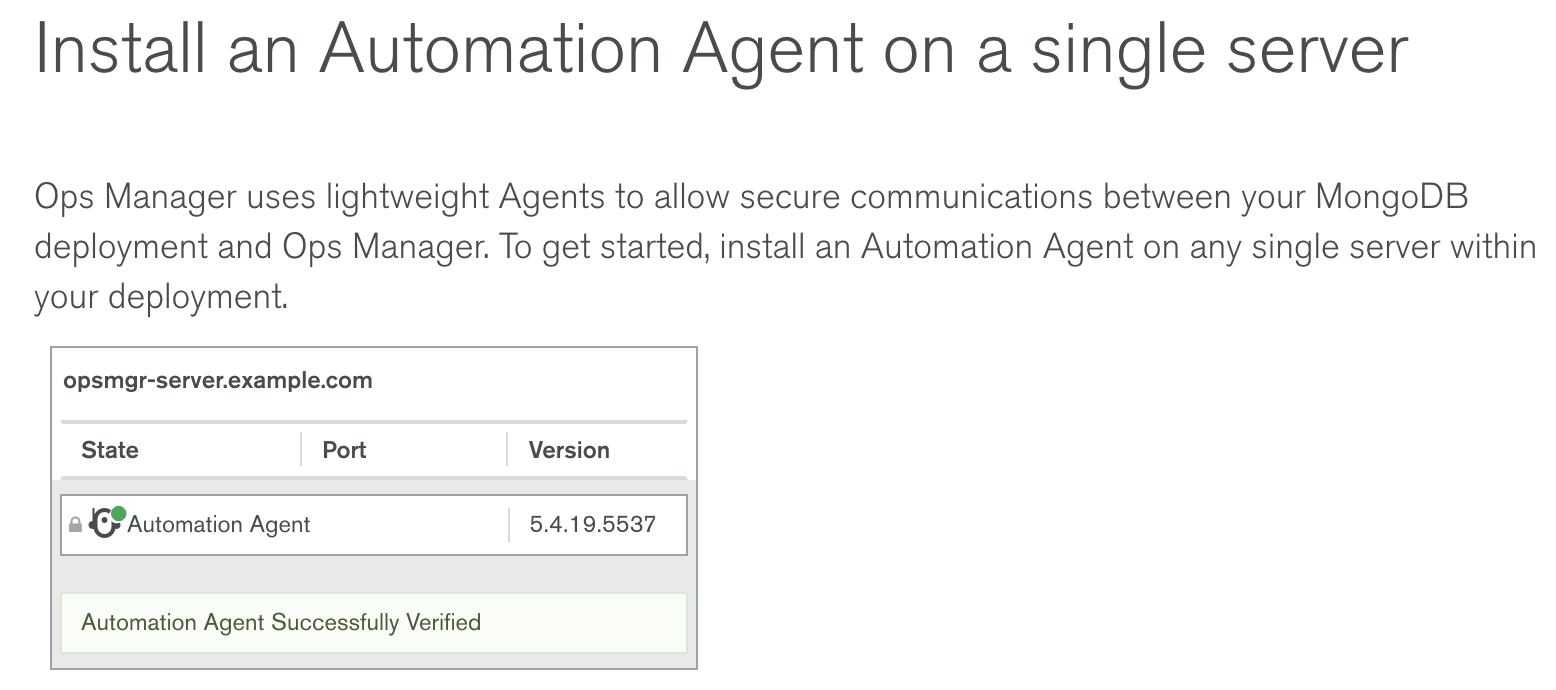 Install an Automation Agent on a single server
Ops Manager uses lightweight Agents to allow secure communications between your MongoDB
deployment and Ops Manager. To get started, install an Automation Agent on any single server within
your deployment.
opsmgr-server.example.com
State Port Version
Automation Agent 5.4.19.5537
Automation Agent Successfully Verified